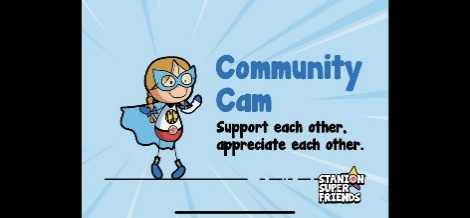 Community
Cam
Support each other,
appreciate each other.
STANION
SUPER
FRIENDS